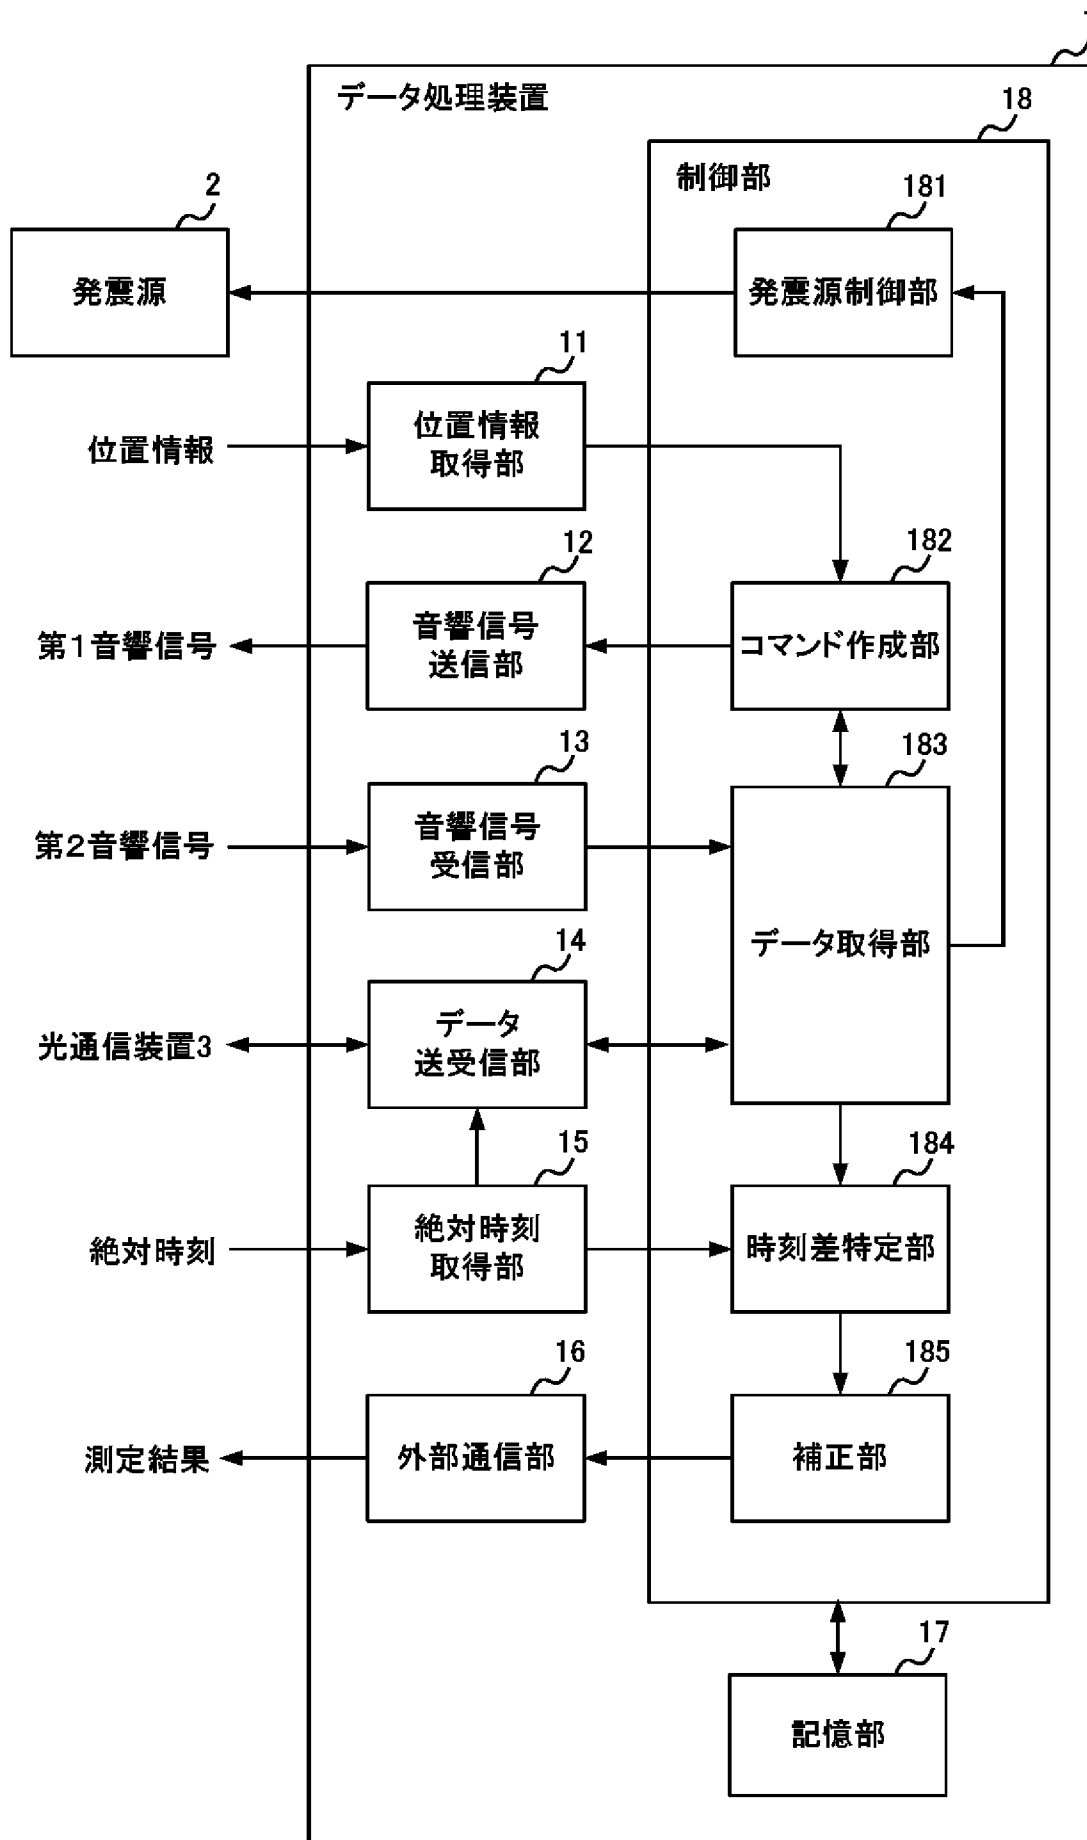 データ処理装置
18
制御部
2
発震源
181
発震源制御部
11
位置情報
位置情報
取得部
12
第1音響信号
音響信号
送信部
182
コマンド作成部
13
第2音響信号
音響信号
受信部
183
データ取得部
14
光通信装置3
データ
送受信部
15
絶対時刻
絶対時刻
取得部
184
時刻差特定部
16
測定結果
外部通信部
185
補正部
17
記憶部